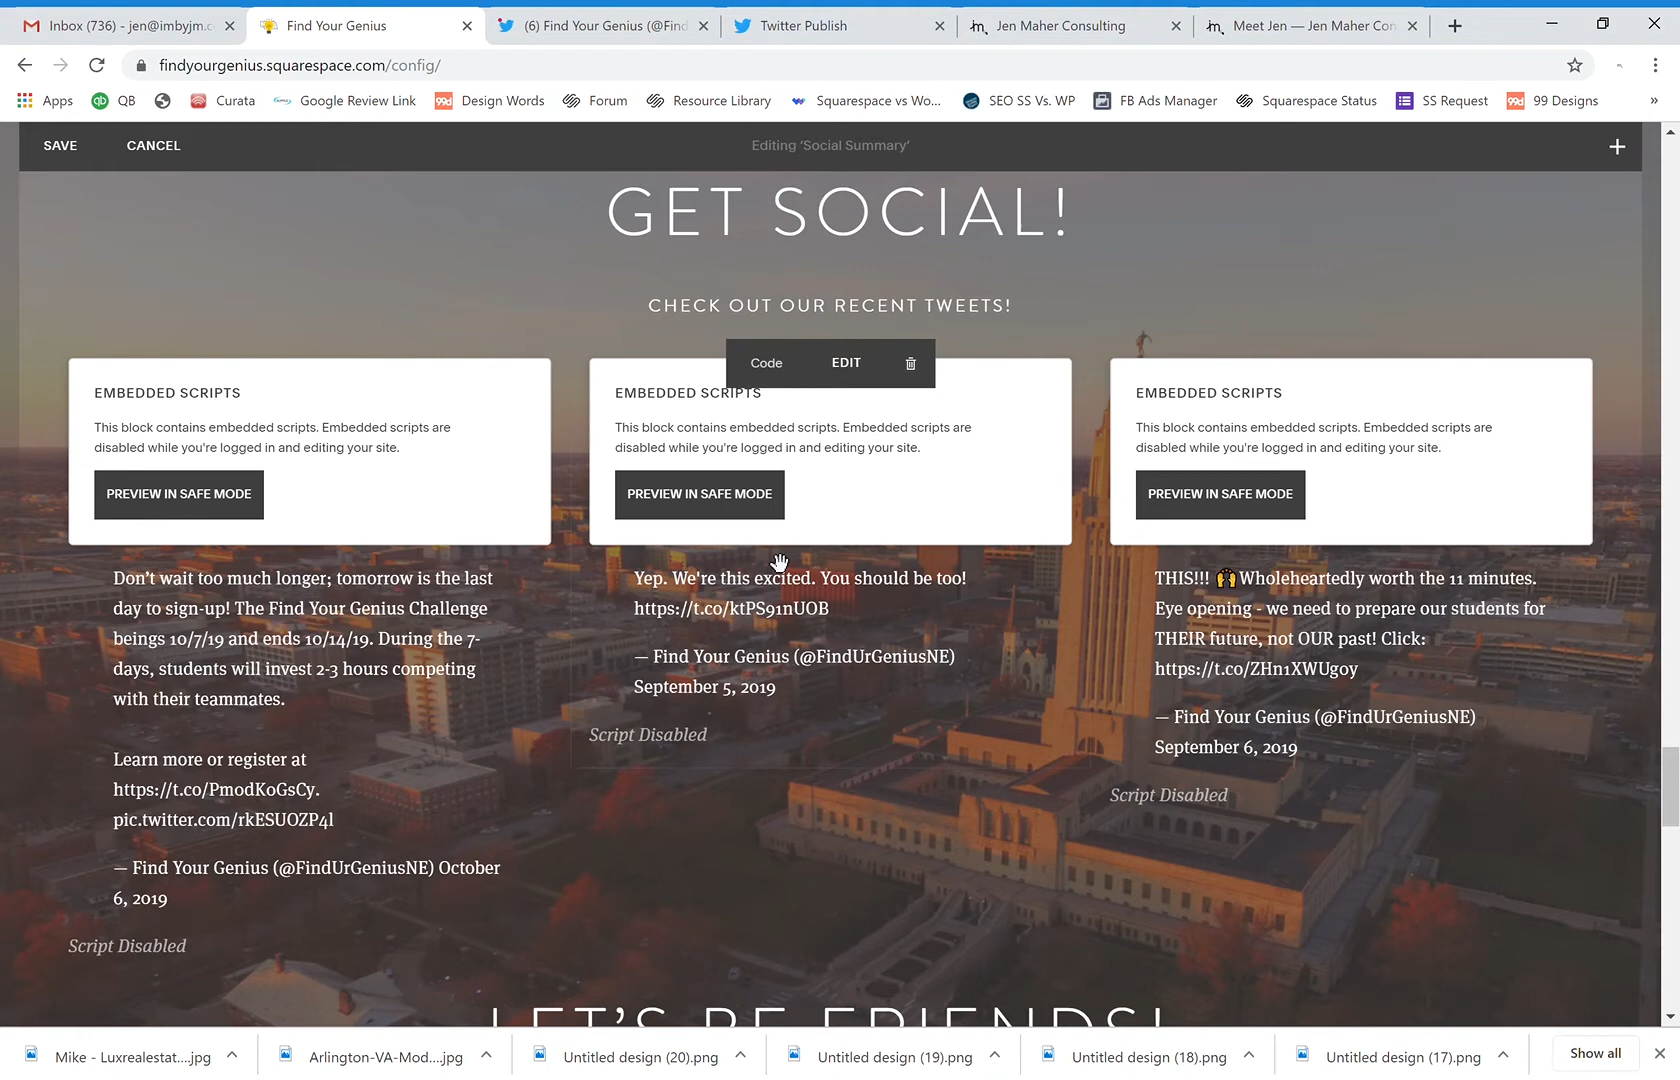 Inbox (736) - jen@imbyjm.c
Find Your Genius
(6) Find Your Genius (@Find
Twitter Publish
Jen Maher Consulting
Meet Jen — Jen Maher Con
findyourgenius.squarespace.com/config/
Apps
QB
Curata
Google Review Link
Design Words
Forum
Resource Library
Squarespace vs Wo...
SEO SS Vs. WP
FB Ads Manager
Squarespace Status
SS Request
99 Designs
»
SAVE
CANCEL
Editing ‘Social Summary’
GET SOCIAL!
CHECK OUT OUR RECENT TWEETS!
Code
EDIT
EMBEDDED SCRIPTS
This block contains embedded scripts. Embedded scripts are
disabled while you're logged in and editing your site.
PREVIEW IN SAFE MODE
Don’t wait too much longer; tomorrow is the last
day to sign-up! The Find Your Genius Challenge
beings 10/7/19 and ends 10/14/19. During the 7-
days, students will invest 2-3 hours competing
with their teammates.
Learn more or register at
https://t.co/PmodKoGsCy.
pic.twitter.com/rkESUOZP4l
— Find Your Genius (@FindUrGeniusNE) October
6, 2019
Script Disabled
EMBEDDED SCRIPTS
This block contains embedded scripts. Embedded scripts are
disabled while you're logged in and editing your site.
PREVIEW IN SAFE MODE
Yep. We're this excited. You should be too!
https://t.co/ktPS91nUOB
— Find Your Genius (@FindUrGeniusNE)
September 5, 2019
Script Disabled
EMBEDDED SCRIPTS
This block contains embedded scripts. Embedded scripts are
disabled while you're logged in and editing your site.
PREVIEW IN SAFE MODE
THIS!!! 🙌Wholeheartedly worth the 11 minutes.
Eye opening - we need to prepare our students for
THEIR future, not OUR past! Click:
https://t.co/ZHn1XWUgoy
— Find Your Genius (@FindUrGeniusNE)
September 6, 2019
Script Disabled
LET’S BE FRIENDS!
Mike - Luxrealestat....jpg
Arlington-VA-Mod....jpg
Untitled design (20).png
Untitled design (19).png
Untitled design (18).png
Untitled design (17).png
Show all